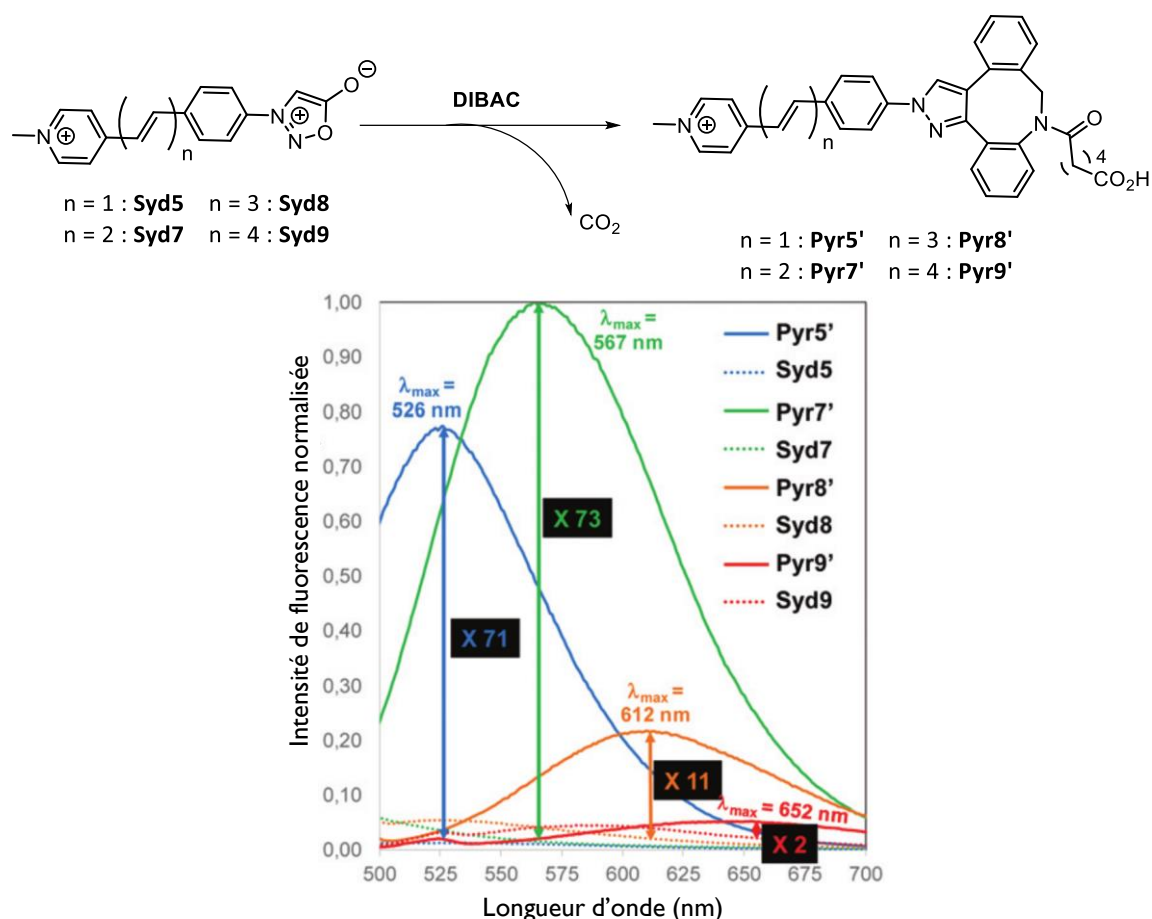 DIBAC
O⊖
N⊕
N O
N⊕
n
CO₂
N⊕
n
N
N
N
O
4
CO₂H
n = 1 : Syd5 n = 3 : Syd8
n = 2 : Syd7 n = 4 : Syd9
n = 1 : Pyr5' n = 3 : Pyr8'
n = 2 : Pyr7' n = 4 : Pyr9'
Intensité de fluorescence normalisée
1,00
0,90
0,80
0,70
0,60
0,50
0,40
0,30
0,20
0,10
0,00
λmax =
526 nm
λmax =
567 nm
λmax =
612 nm
λmax = 652 nm
X 71
X 73
X 11
X 2
Pyr5’
Syd5
Pyr7’
Syd7
Pyr8’
Syd8
Pyr9’
Syd9
500 525 550 575 600 625 650 675 700
Longueur d'onde (nm)